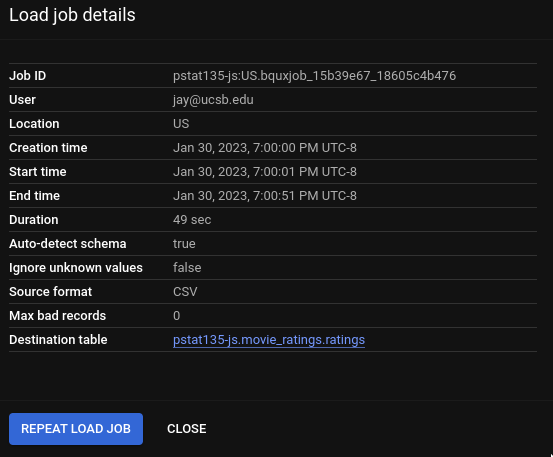 Load job details
Job ID pstat135-js:US.bquxjob_15b39e67_18605c4b476
User jay@ucsb.edu
Location US
Creation time Jan 30, 2023, 7:00:00 PM UTC-8
Start time Jan 30, 2023, 7:00:01 PM UTC-8
End time Jan 30, 2023, 7:00:51 PM UTC-8
Duration 49 sec
Auto-detect schema true
Ignore unknown values false
Source format CSV
Max bad records 0
Destination table pstat135-js.movie_ratings.ratings
REPEAT LOAD JOB CLOSE